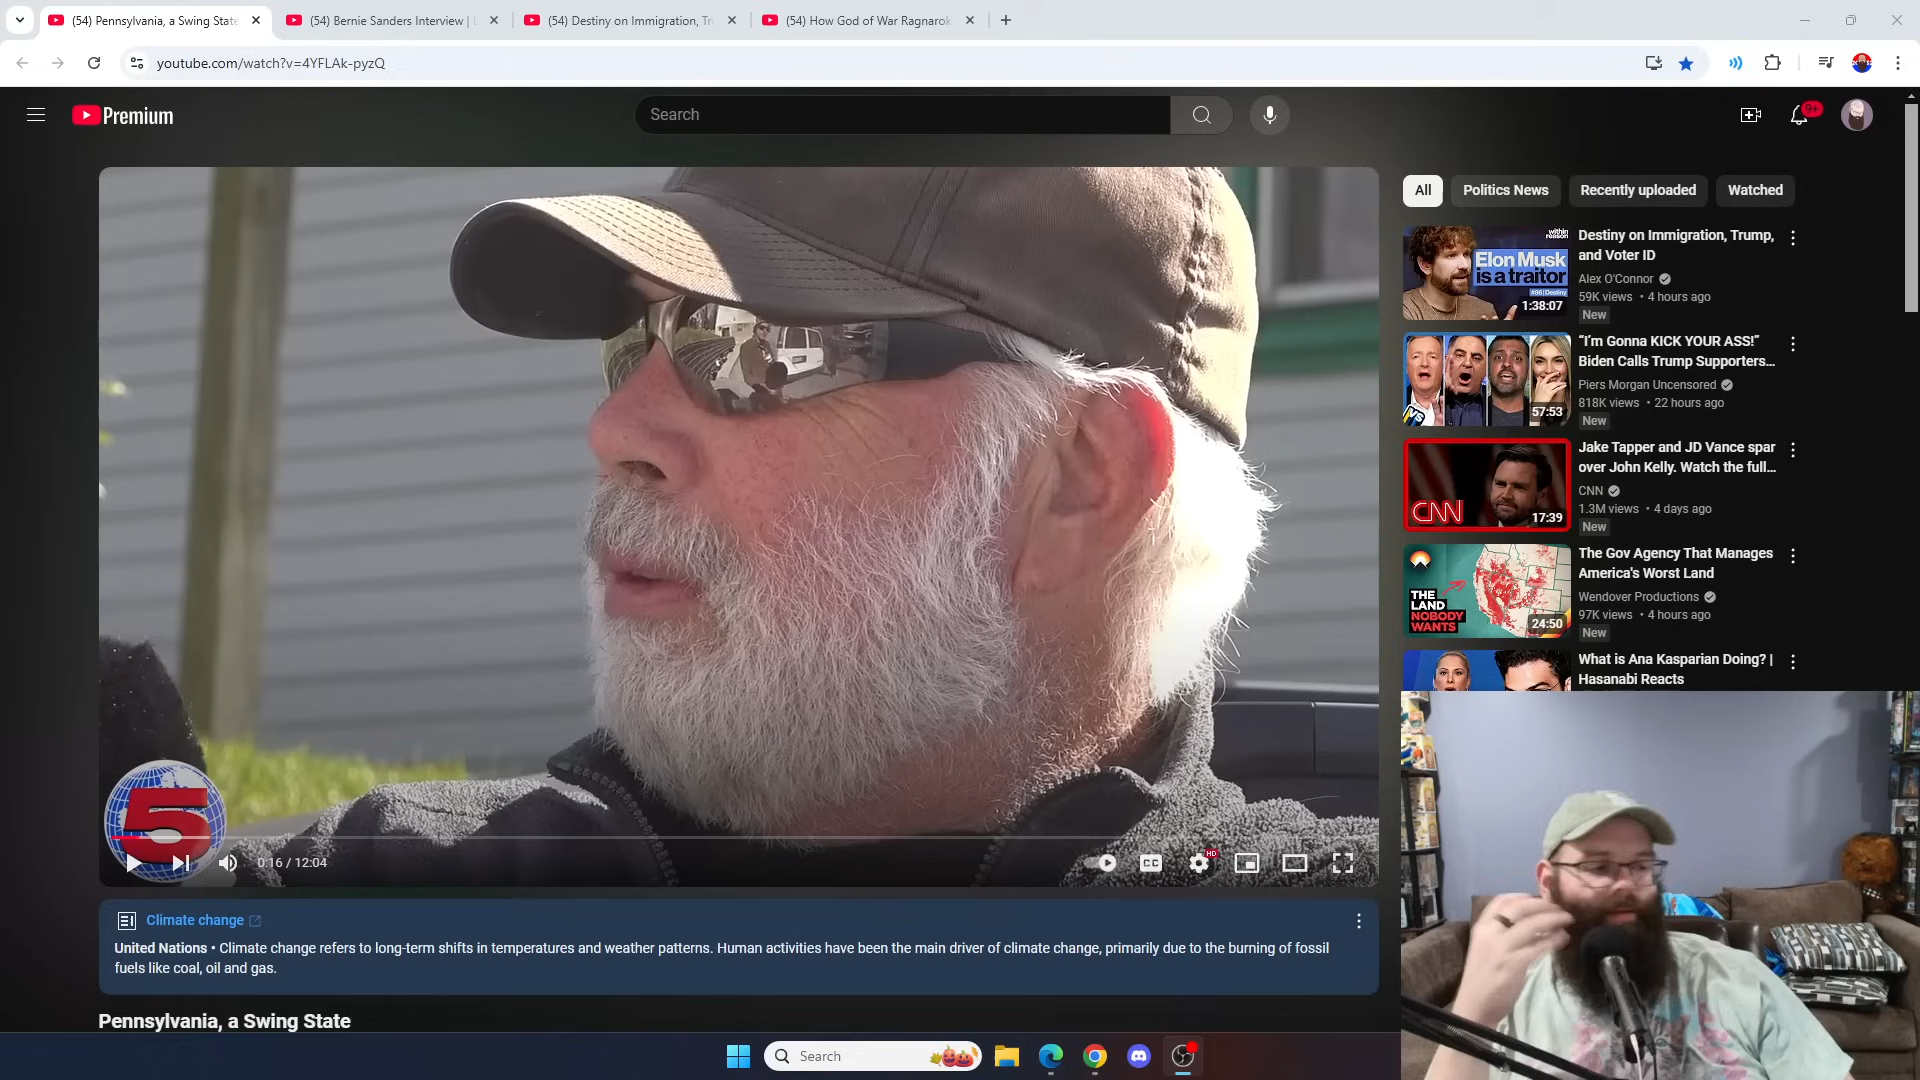 (54) Pennsylvania, a Swing State
(54) Bernie Sanders Interview |
(54) Destiny on Immigration, Tr
(54) How God of War Ragnarok
youtube.com/watch?v=4YFLAk-pyzQ
Premium
Search
9+
All
Politics News
Recently uploaded
Watched
within reason
Elon Musk
is a traitor
#86 | Destiny
1:38:07
Destiny on Immigration, Trump,
and Voter ID
Alex O'Connor
59K views • 4 hours ago
New
57:53
“I’m Gonna KICK YOUR ASS!”
Biden Calls Trump Supporters...
Piers Morgan Uncensored
818K views • 22 hours ago
New
CNN
17:39
Jake Tapper and JD Vance spar
over John Kelly. Watch the full...
CNN
1.3M views • 4 days ago
New
THE
LAND
NOBODY
WANTS
24:50
The Gov Agency That Manages
America's Worst Land
Wendover Productions
97K views • 4 hours ago
New
What is Ana Kasparian Doing? |
Hasanabi Reacts
5
0:16 / 12:04
CC
HD
Climate change
United Nations • Climate change refers to long-term shifts in temperatures and weather patterns. Human activities have been the main driver of climate change, primarily due to the burning of fossil
fuels like coal, oil and gas.
Pennsylvania, a Swing State
Search